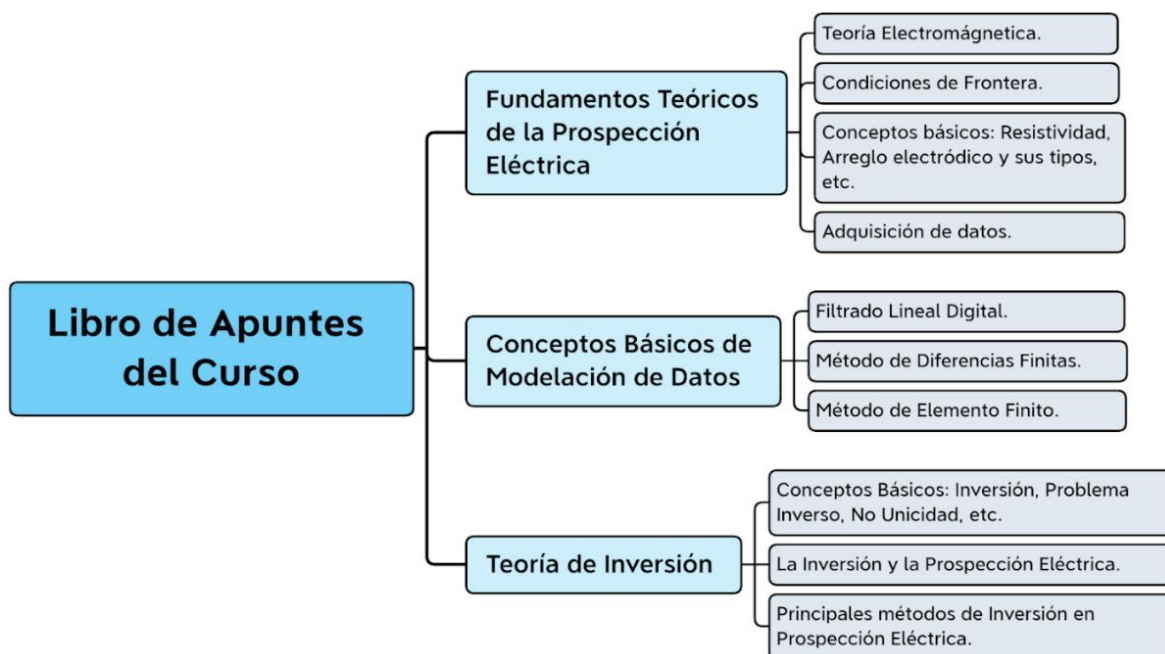 Libro de Apuntes
del Curso
Fundamentos Teóricos
de la Prospección
Eléctrica
Teoría Electromágnetica.
Condiciones de Frontera.
Conceptos básicos: Resistividad,
Arreglo electródico y sus tipos,
etc.
Adquisición de datos.
Conceptos Básicos de
Modelación de Datos
Filtrado Lineal Digital.
Método de Diferencias Finitas.
Método de Elemento Finito.
Teoría de Inversión
Conceptos Básicos: Inversión, Problema
Inverso, No Unicidad, etc.
La Inversión y la Prospección Eléctrica.
Principales métodos de Inversión en
Prospección Eléctrica.